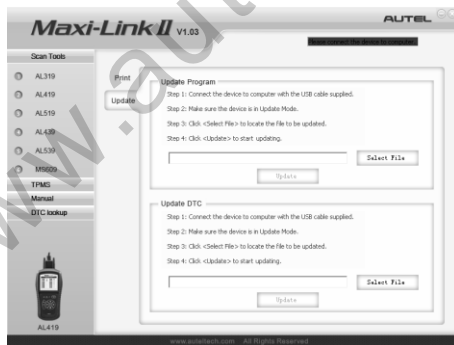 Maxi-Link II V1.03
AUTEL
Please connect the device to computer
Scan Tools
AL319
AL419
AL519
AL439
AL539
MS609
TPMS
Manual
DTC lookup
AL419
Print
Update
Update Program
Step 1: Connect the device to computer with the USB cable supplied.
Step 2: Make sure the device is in Update Mode.
Step 3: Click <Select File> to locate the file to be updated.
Step 4: Click <Update> to start updating.
Select File
Update
Update DTC
Step 1: Connect the device to computer with the USB cable supplied.
Step 2: Make sure the device is in Update Mode.
Step 3: Click <Select File> to locate the file to be updated.
Step 4: Click <Update> to start updating.
Select File
Update
www.auteltech.com All Rights Reserved